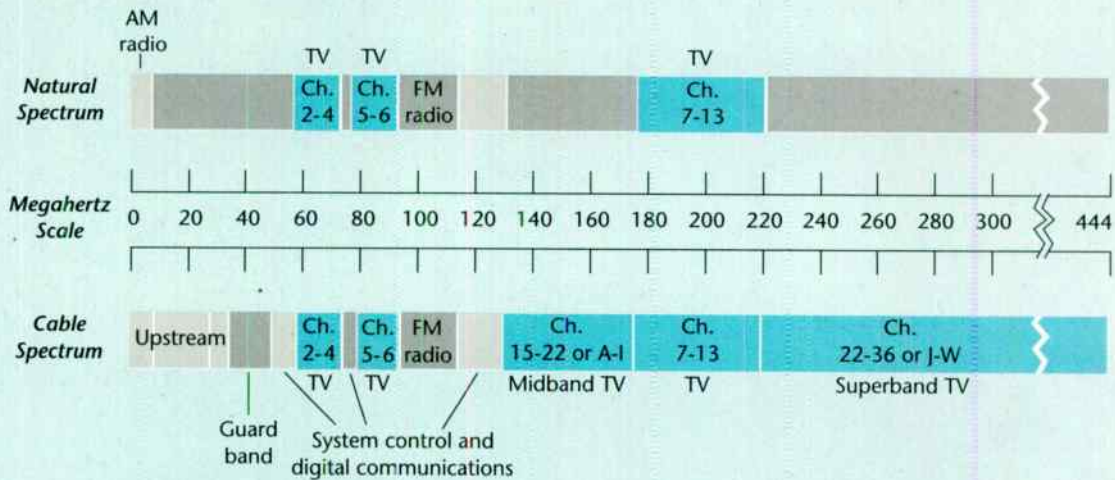 AM
radio
TV
TV
TV
Natural
Spectrum
Ch.
2-4
Ch.
5-6
FM
radio
Ch.
7-13
Megahertz
Scale
0 20 40 60 80 100 120 140 160 180 200 220 240 260 280 300 444
Cable
Spectrum
Upstream
Ch.
2-4
TV
Ch.
5-6
TV
FM
radio
Ch.
15-22 or A-I
Midband TV
Ch.
7-13
TV
Ch.
22-36 or J-W
Superband TV
Guard
band
System control and
digital communications